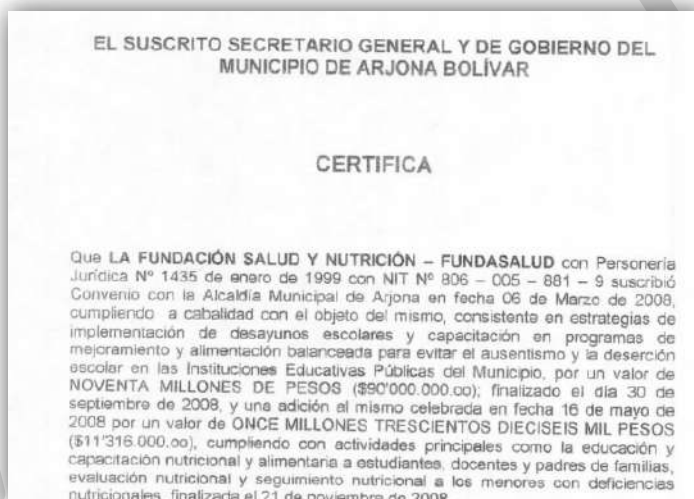 EL SUSCRITO SECRETARIO GENERAL Y DE GOBIERNO DEL
MUNICIPIO DE ARJONA BOLÍVAR
CERTIFICA
Que LA FUNDACIÓN SALUD Y NUTRICIÓN – FUNDASALUD con Personería
Jurídica Nº 1435 de enero de 1999 con NIT Nº 806 – 005 – 881 – 9 suscribió
Convenio con la Alcaldía Municipal de Arjona en fecha 06 de Marzo de 2008,
cumpliendo a cabalidad con el objeto del mismo, consistente en estrategias de
implementación de desayunos escolares y capacitación en programas de
mejoramiento y alimentación balanceada para evitar el ausentismo y la deserción
escolar en las Instituciones Educativas Públicas del Municipio, por un valor de
NOVENTA MILLONES DE PESOS ($90'000.000.oo); finalizado el día 30 de
septiembre de 2008, y una adición al mismo celebrada en fecha 16 de mayo de
2008 por un valor de ONCE MILLONES TRESCIENTOS DIECISEIS MIL PESOS
($11'316.000.oo), cumpliendo con actividades principales como la educación y
capacitación nutricional y alimentaria a estudiantes, docentes y padres de familias,
evaluación nutricional y seguimiento nutricional a los menores con deficiencias
nutricionales, finalizada el 21 de noviembre de 2008